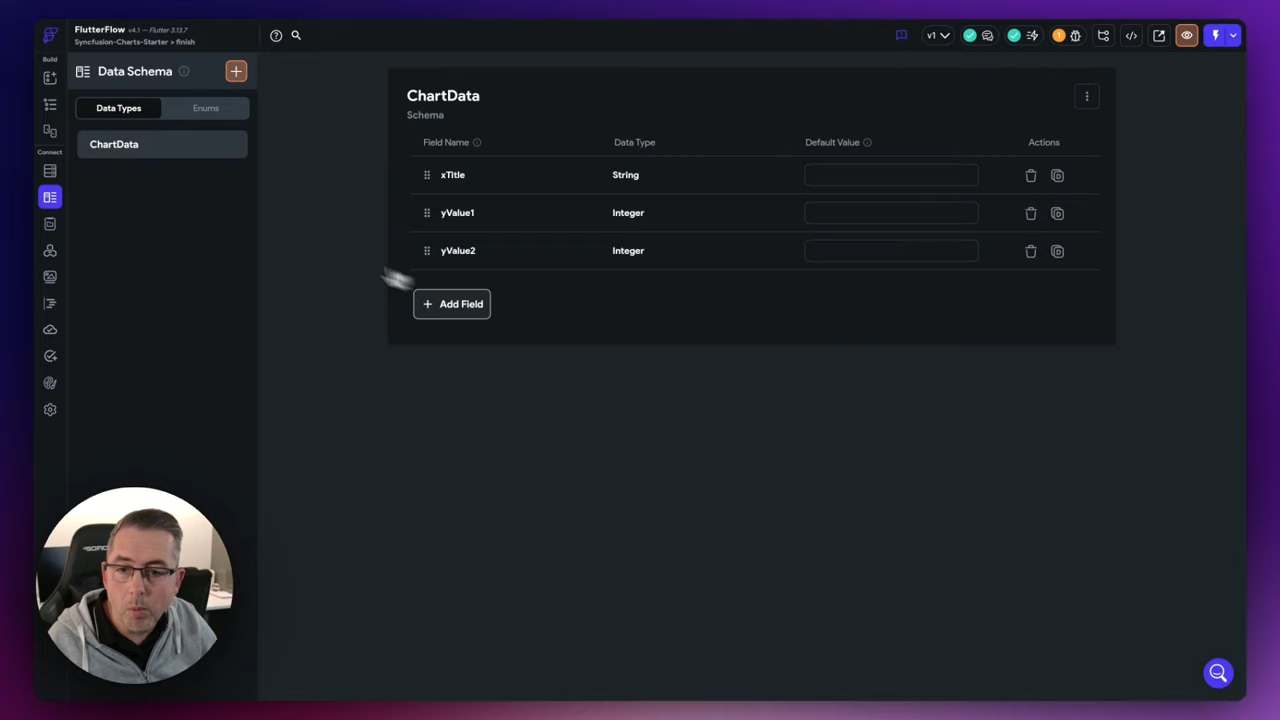 FlutterFlow v4.1 — Flutter 3.13.7
Syncfusion-Charts-Starter > finish
v1
1
Build
Data Schema
Data Types
Enums
ChartData
Connect
ChartData
Schema
Field Name
Data Type
Default Value
Actions
xTitle
String
yValue1
Integer
yValue2
Integer
+ Add Field